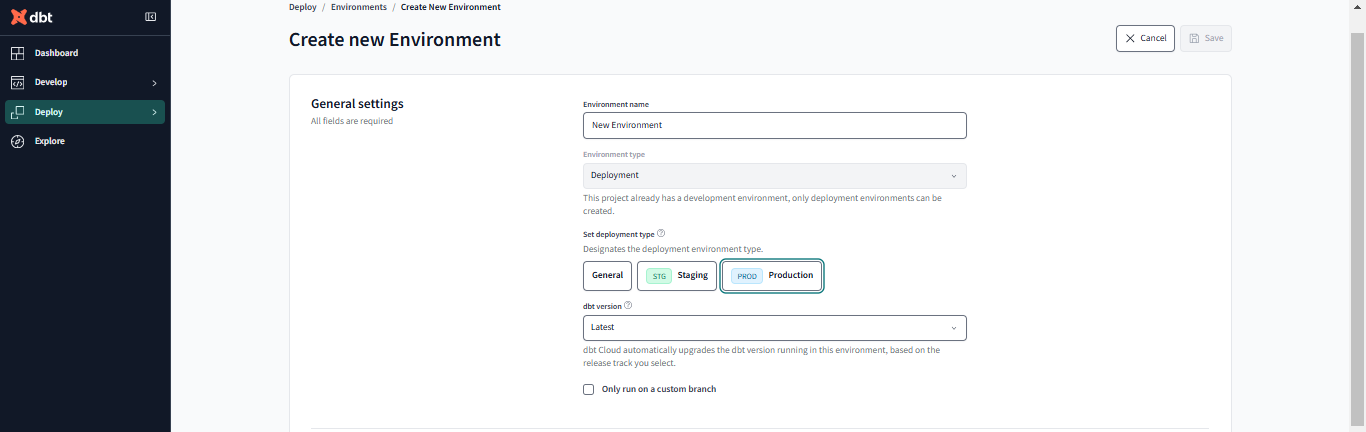 dbt
Dashboard
Develop
Deploy
Explore
Deploy / Environments / Create New Environment
Create new Environment
Cancel
Save
General settings
All fields are required
Environment name
New Environment
Environment type
Deployment
This project already has a development environment, only deployment environments can be
created.
Set deployment type
Designates the deployment environment type.
General
STG Staging
PROD Production
dbt version
Latest
dbt Cloud automatically upgrades the dbt version running in this environment, based on the
release track you select.
Only run on a custom branch